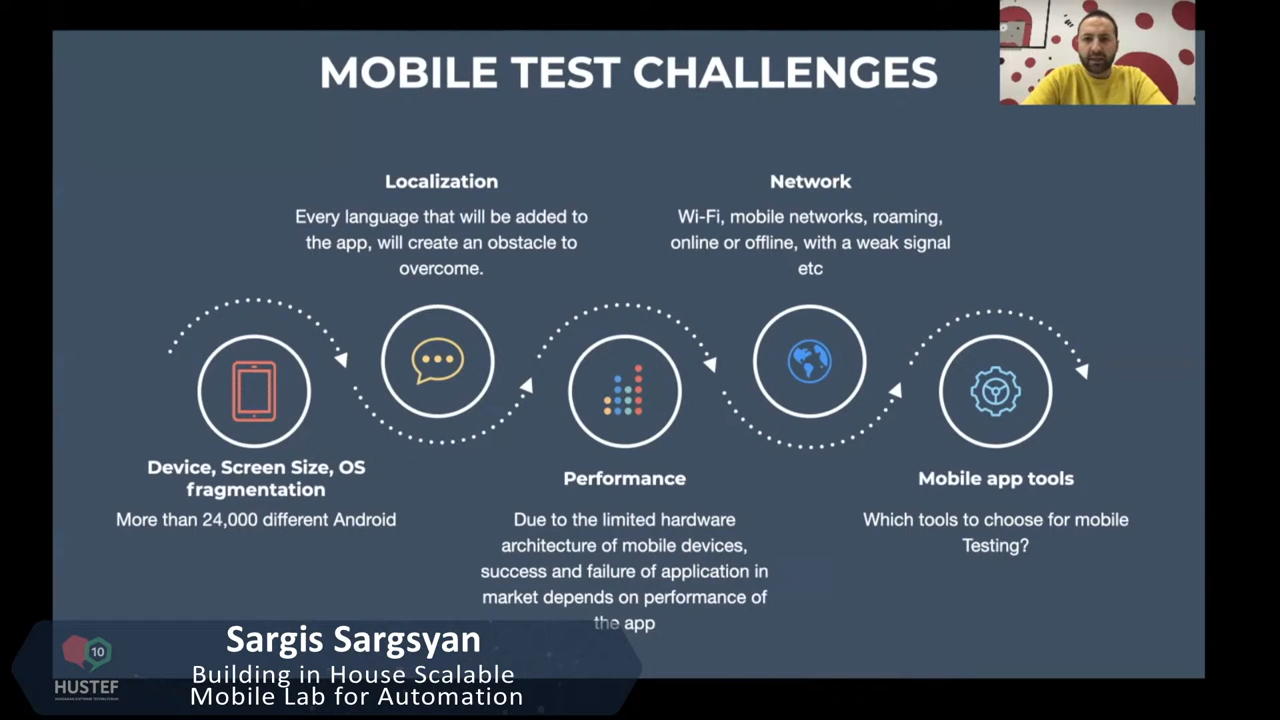 MOBILE TEST CHALLENGES
Localization
Every language that will be added to
the app, will create an obstacle to
overcome.
Network
Wi-Fi, mobile networks, roaming,
online or offline, with a weak signal
etc
Device, Screen Size, OS
fragmentation
More than 24,000 different Android
Performance
Due to the limited hardware
architecture of mobile devices,
success and failure of application in
market depends on performance of
the app
Mobile app tools
Which tools to choose for mobile
Testing?
10
HUSTEF
Sargis Sargsyan
Building in House Scalable
Mobile Lab for Automation